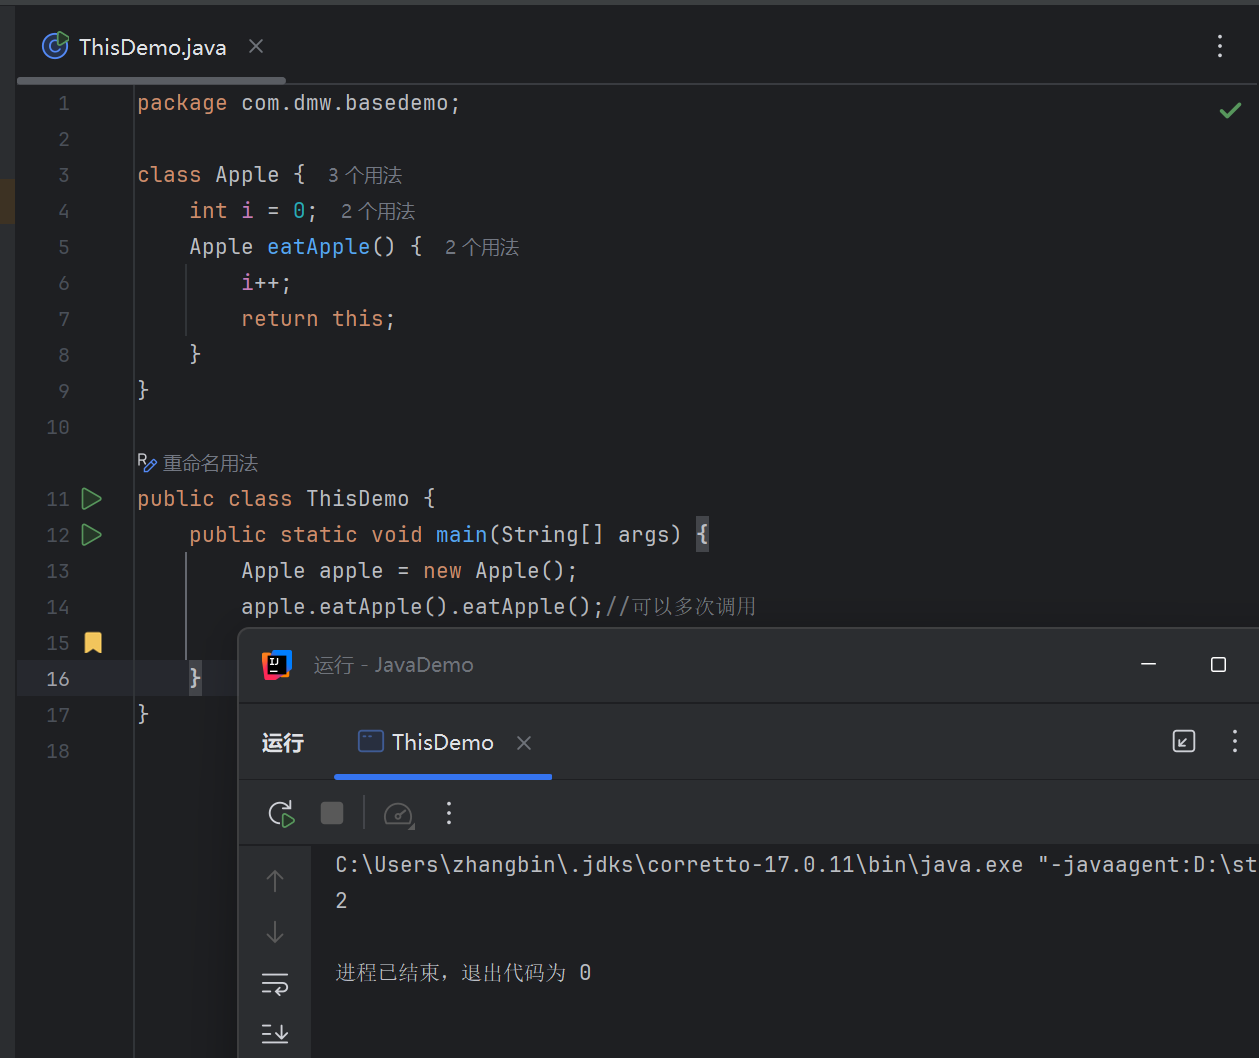 ThisDemo.java
1 package com.dmw.basedemo;
2
3 class Apple { 3 个用法
4 int i = 0; 2 个用法
5 Apple eatApple() { 2 个用法
6 i++;
7 return this;
8 }
9 }
10
重命名用法
11 public class ThisDemo {
12 public static void main(String[] args) {
13 Apple apple = new Apple();
14 apple.eatApple().eatApple();//可以多次调用
15
16 }
17 }
18
运行 - JavaDemo
运行 ThisDemo
C:\Users\zhangbin\.jdks\corretto-17.0.11\bin\java.exe "-javaagent:D:\st
2
进程已结束，退出代码为 0